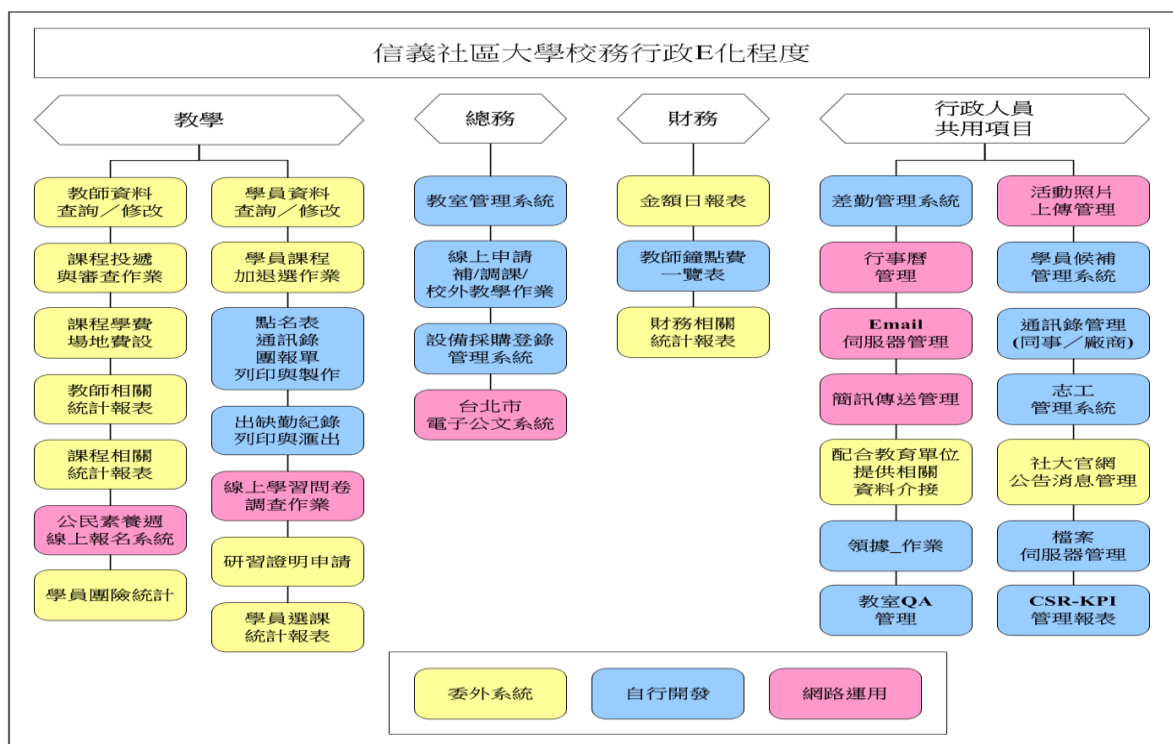 信義社區大學校務行政E化程度
教學
教師資料
查詢／修改
課程投遞
與審查作業
課程學費
場地費設
教師相關
統計報表
課程相關
統計報表
公民素養週
線上報名系統
學員團險統計
學員資料
查詢／修改
學員課程
加退選作業
點名表
通訊錄
團報單
列印與製作
出缺勤紀錄
列印與滙出
線上學習問卷
調查作業
研習證明申請
學員選課
統計報表
總務
教室管理系統
線上申請
補/調課/
校外教學作業
設備採購登錄
管理系統
台北市
電子公文系統
財務
金額日報表
教師鐘點費
一覽表
財務相關
統計報表
行政人員
共用項目
差勤管理系統
行事曆
管理
Email
伺服器管理
簡訊傳送管理
配合教育單位
提供相關
資料介接
領據_作業
教室QA
管理
活動照片
上傳管理
學員候補
管理系統
通訊錄管理
(同事／廠商)
志工
管理系統
社大官網
公告消息管理
檔案
伺服器管理
CSR-KPI
管理報表
委外系統
自行開發
網路運用